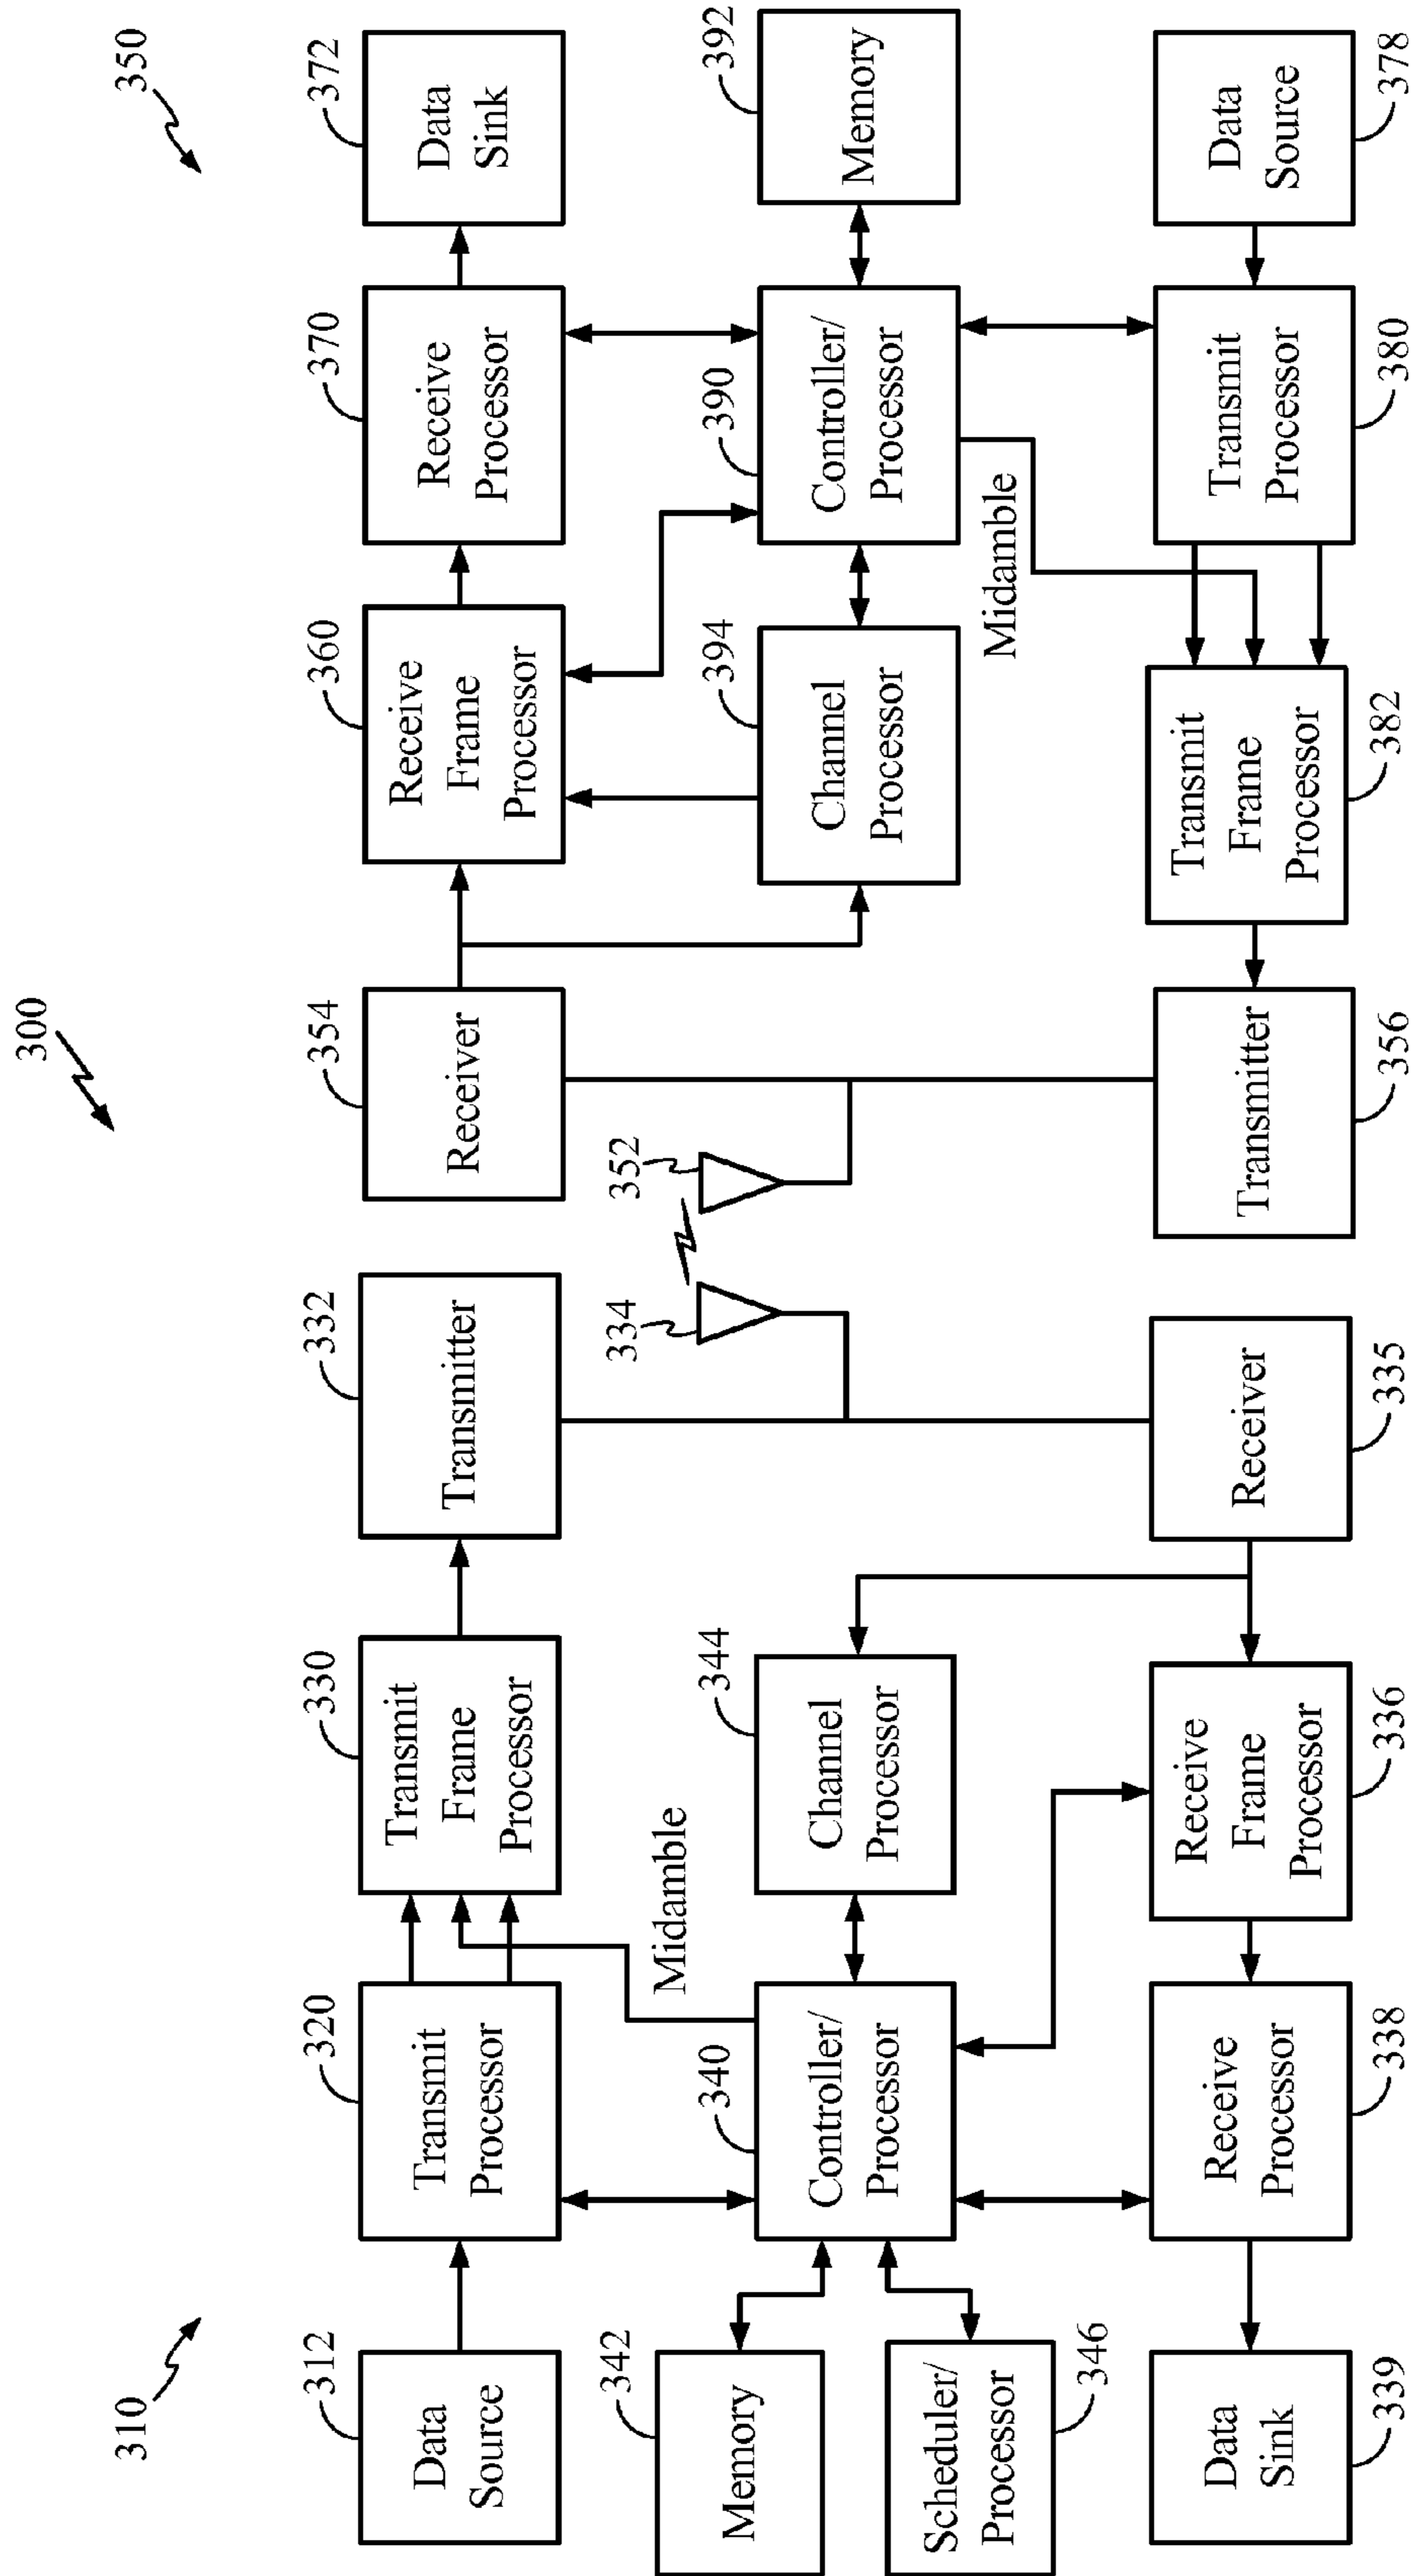 300
310
350
312
Data
Source
320
Transmit
Processor
330
Transmit
Frame
Processor
332
Transmitter
354
Receiver
360
Receive
Frame
Processor
370
Receive
Processor
372
Data
Sink
Midamble
334
352
342
Memory
340
Controller/
Processor
344
Channel
Processor
394
Channel
Processor
390
Controller/
Processor
392
Memory
Scheduler/
Processor
346
Midamble
Data
Sink
339
Receive
Processor
338
Receive
Frame
Processor
336
Receiver
335
Transmitter
356
Transmit
Frame
Processor
382
Transmit
Processor
380
Data
Source
378